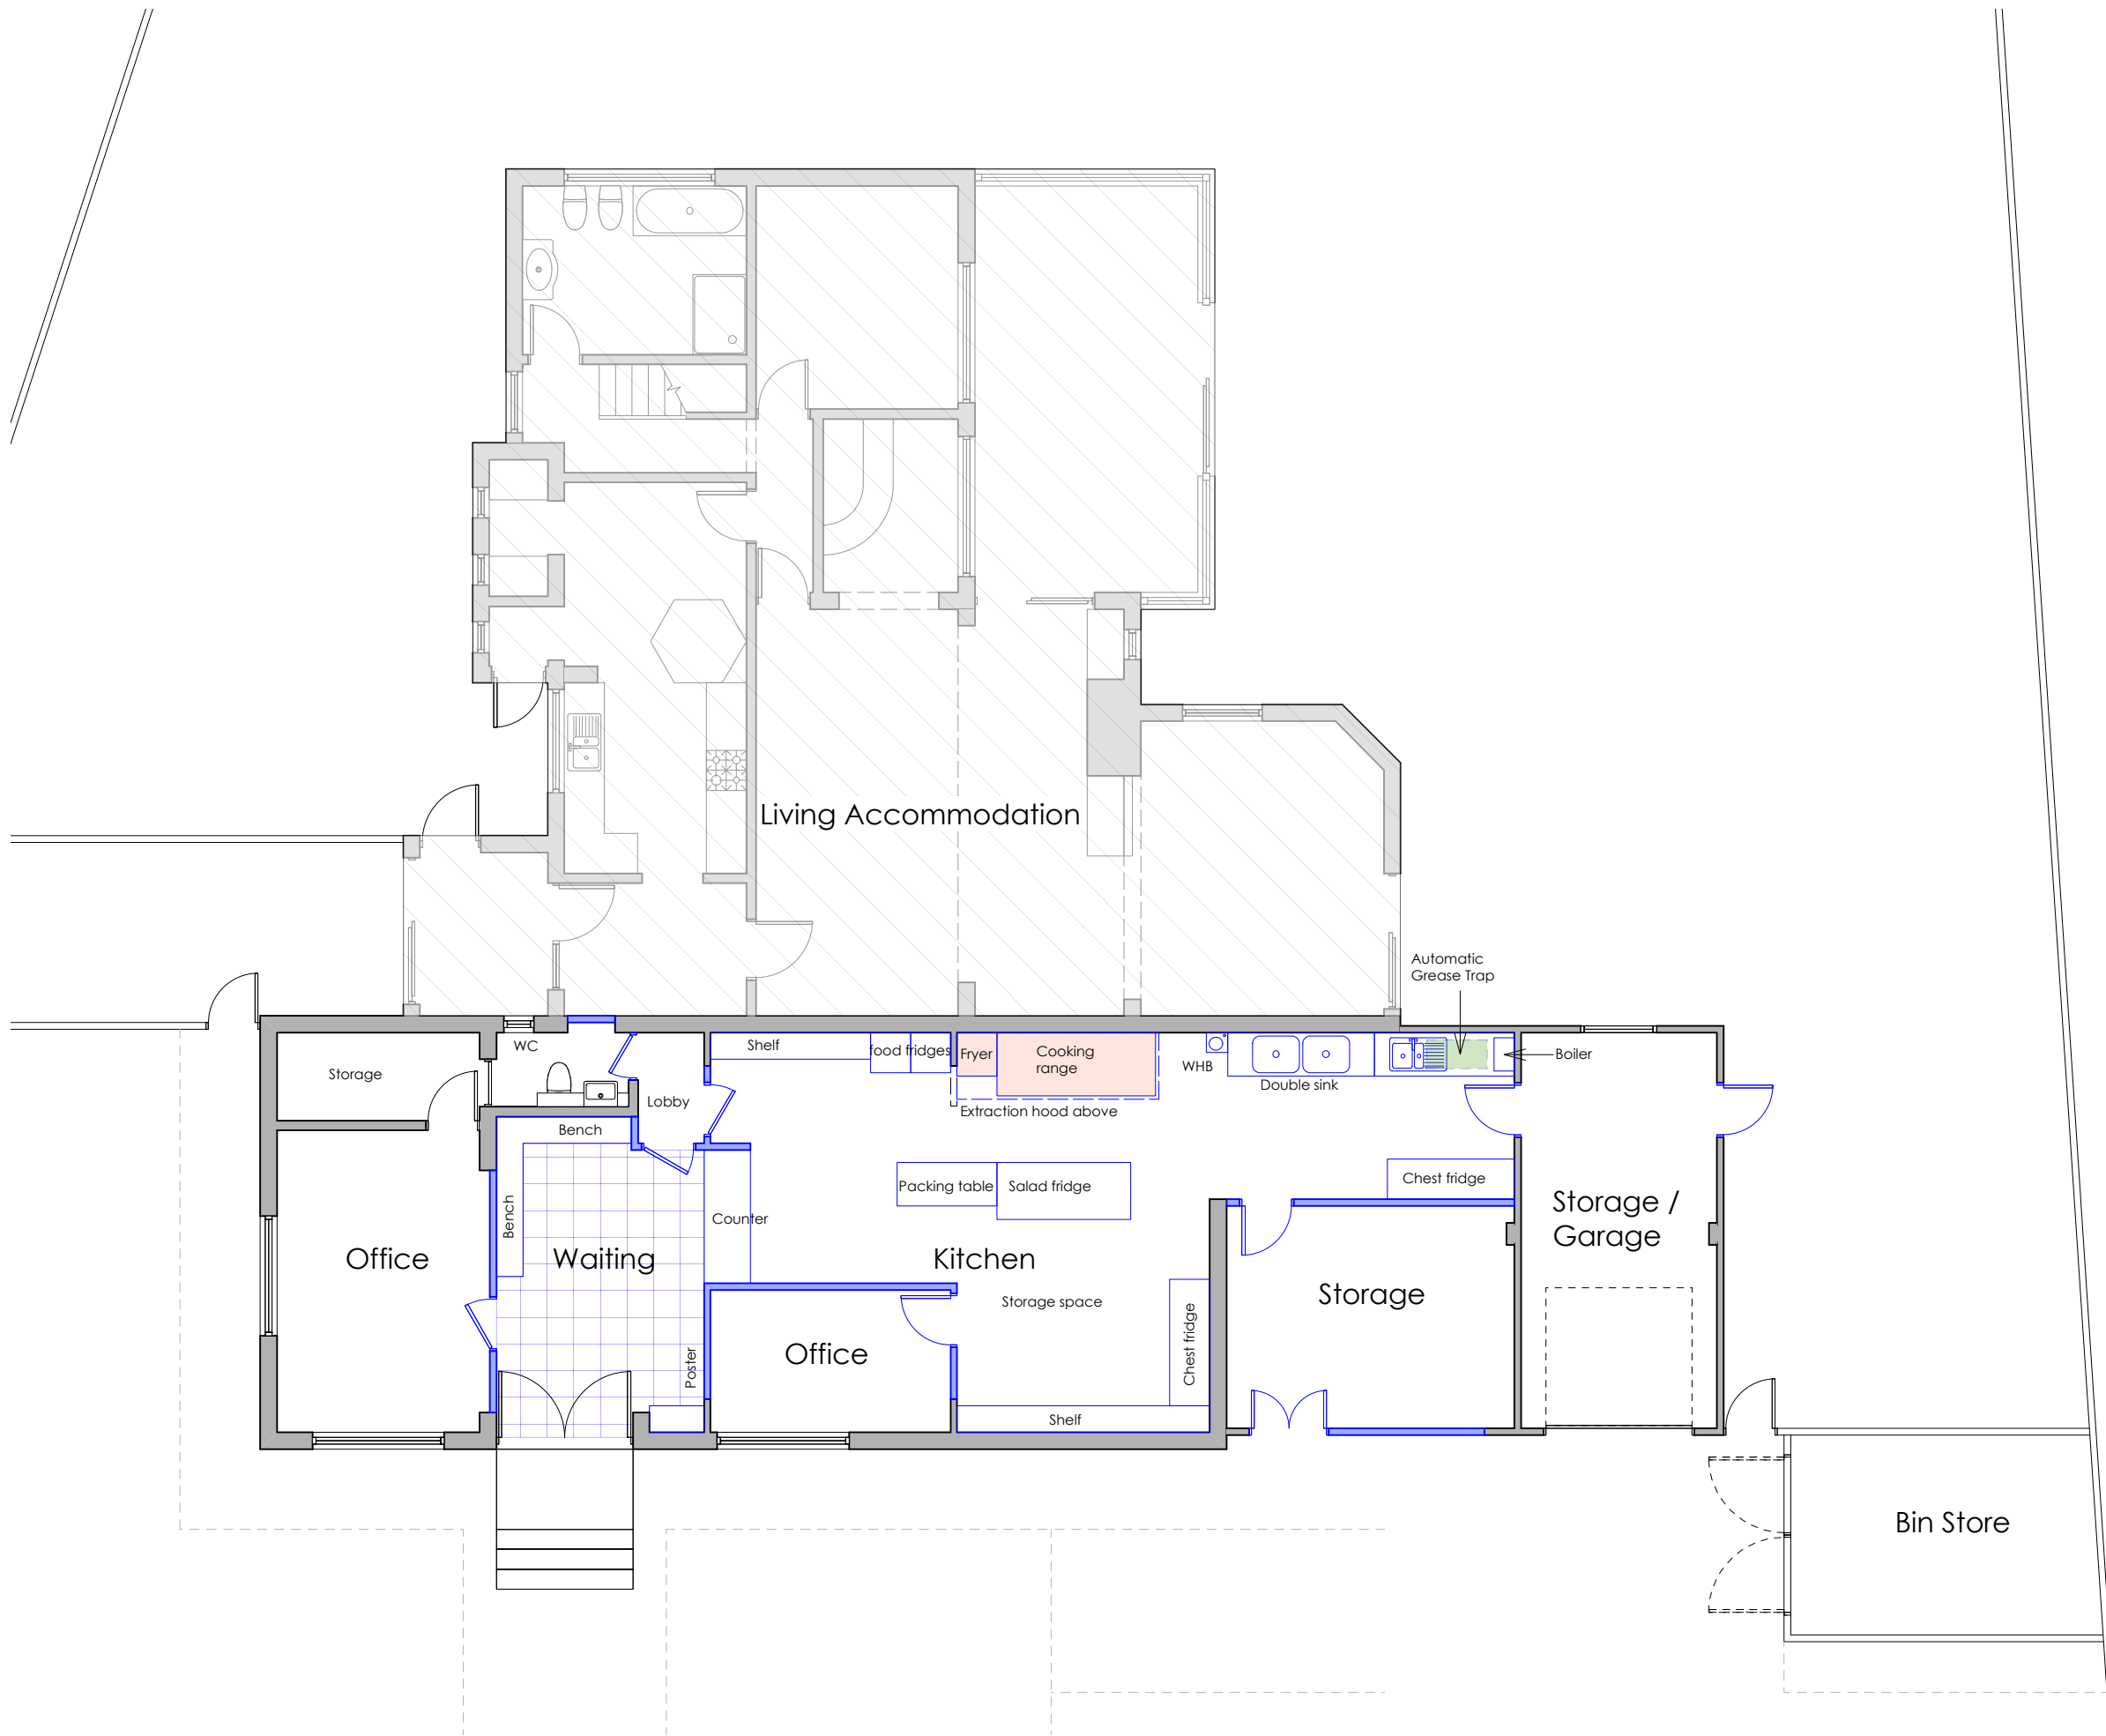 Living Accommodation
Automatic
Grease Trap
WC
Shelf
food fridges
Fryer
Cooking
range
WHB
Double sink
Boiler
Storage
Lobby
Extraction hood above
Bench
Packing table
Salad fridge
Chest fridge
Bench
Counter
Storage /
Garage
Office
Waiting
Kitchen
Storage space
Storage
Chest fridge
Office
Poster
Shelf
Bin Store